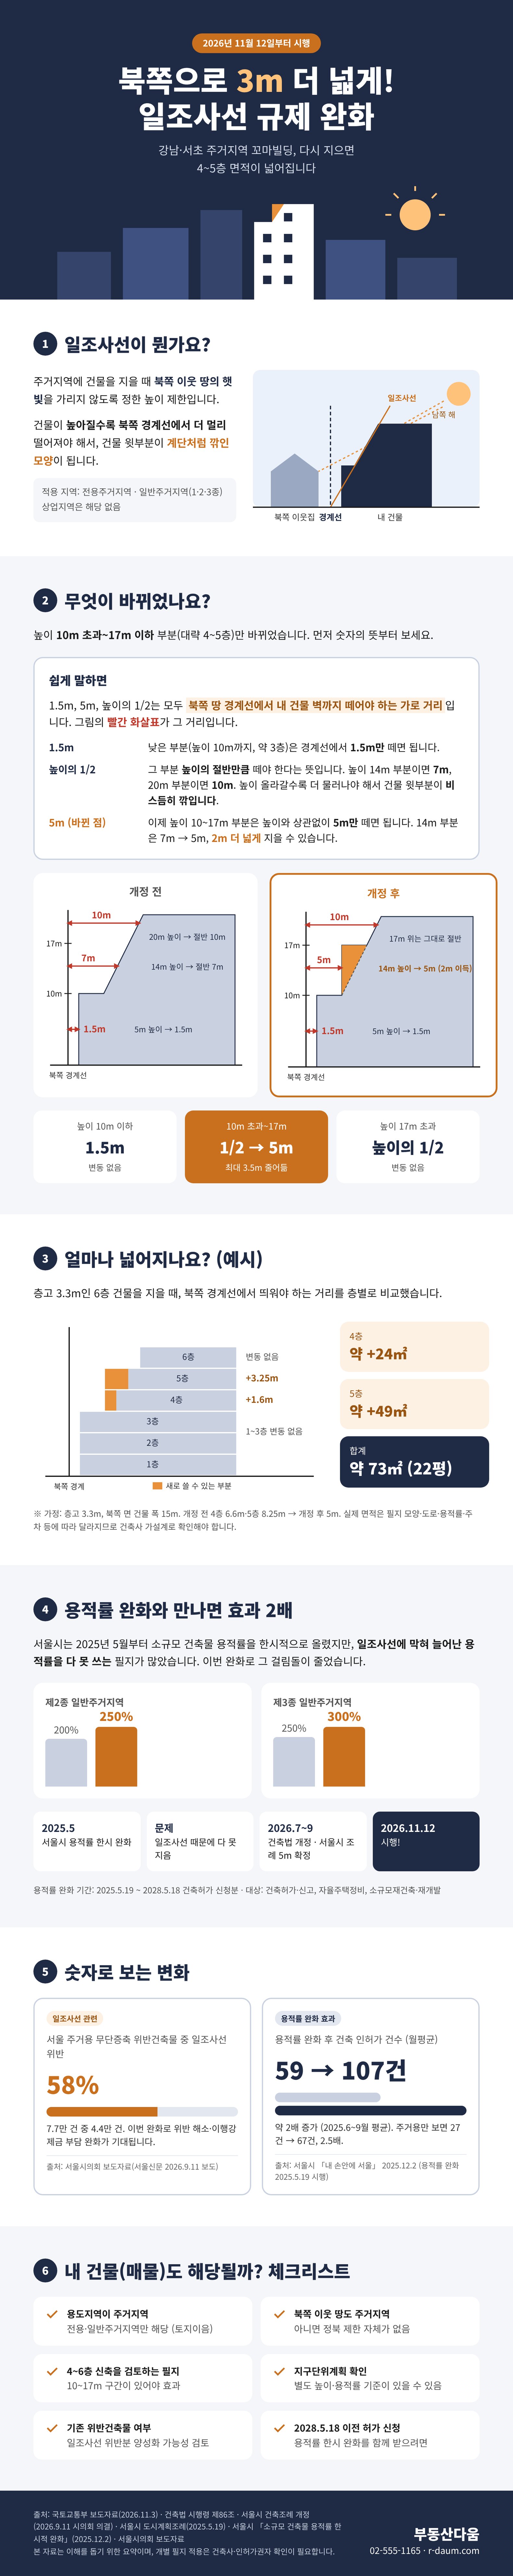 2026년 11월 12일부터 시행
북쪽으로 3m 더 넓게!
일조사선 규제 완화
강남·서초 주거지역 꼬마빌딩, 다시 지으면
4~5층 면적이 넓어집니다
1 일조사선이 뭔가요?
주거지역에 건물을 지을 때 북쪽 이웃 땅의 햇
빛을 가리지 않도록 정한 높이 제한입니다.
건물이 높아질수록 북쪽 경계선에서 더 멀리
떨어져야 해서, 건물 윗부분이 계단처럼 깎인
모양이 됩니다.
적용 지역: 전용주거지역 · 일반주거지역(1·2·3종)
상업지역은 해당 없음
일조사선
남쪽 해
북쪽 이웃집 경계선 내 건물
2 무엇이 바뀌었나요?
높이 10m 초과~17m 이하 부분(대략 4~5층)만 바뀌었습니다. 먼저 숫자의 뜻부터 보세요.
쉽게 말하면
1.5m, 5m, 높이의 1/2는 모두 북쪽 땅 경계선에서 내 건물 벽까지 떼어야 하는 가로 거리 입
니다. 그림의 빨간 화살표가 그 거리입니다.
1.5m 낮은 부분(높이 10m까지, 약 3층)은 경계선에서 1.5m만 떼면 됩니다.
높이의 1/2 그 부분 높이의 절반만큼 떼야 한다는 뜻입니다. 높이 14m 부분이면 7m,
20m 부분이면 10m. 높이 올라갈수록 더 물러나야 해서 건물 윗부분이 비
스듬히 깎입니다.
5m (바뀐 점) 이제 높이 10~17m 부분은 높이와 상관없이 5m만 떼면 됩니다. 14m 부분
은 7m → 5m, 2m 더 넓게 지을 수 있습니다.
개정 전
10m
20m 높이 → 절반 10m
17m
7m
14m 높이 → 절반 7m
10m
1.5m
5m 높이 → 1.5m
북쪽 경계선
개정 후
10m
17m 위는 그대로 절반
17m
5m
14m 높이 → 5m (2m 이득)
10m
1.5m
5m 높이 → 1.5m
북쪽 경계선
높이 10m 이하
1.5m
변동 없음
10m 초과~17m
1/2 → 5m
최대 3.5m 줄어듦
높이 17m 초과
높이의 1/2
변동 없음
3 얼마나 넓어지나요? (예시)
층고 3.3m인 6층 건물을 지을 때, 북쪽 경계선에서 띄워야 하는 거리를 층별로 비교했습니다.
6층 변동 없음
5층 +3.25m
4층 +1.6m
3층
1~3층 변동 없음
2층
1층
북쪽 경계
새로 쓸 수 있는 부분
4층
약 +24㎡
5층
약 +49㎡
합계
약 73㎡ (22평)
※ 가정: 층고 3.3m, 북쪽 면 건물 폭 15m. 개정 전 4층 6.6m·5층 8.25m → 개정 후 5m. 실제 면적은 필지 모양·도로·용적률·주
차 등에 따라 달라지므로 건축사 가설계로 확인해야 합니다.
4 용적률 완화와 만나면 효과 2배
서울시는 2025년 5월부터 소규모 건축물 용적률을 한시적으로 올렸지만, 일조사선에 막혀 늘어난 용
적률을 다 못 쓰는 필지가 많았습니다. 이번 완화로 그 걸림돌이 줄었습니다.
제2종 일반주거지역
200%
250%
제3종 일반주거지역
250%
300%
2025.5
서울시 용적률 한시 완화
문제
일조사선 때문에 다 못
지음
2026.7~9
건축법 개정 · 서울시 조
례 5m 확정
2026.11.12
시행!
용적률 완화 기간: 2025.5.19 ~ 2028.5.18 건축허가 신청분 · 대상: 건축허가·신고, 자율주택정비, 소규모재건축·재개발
5 숫자로 보는 변화
일조사선 관련
서울 주거용 무단증축 위반건축물 중 일조사선
위반
58%
7.7만 건 중 4.4만 건. 이번 완화로 위반 해소·이행강
제금 부담 완화가 기대됩니다.
출처: 서울시의회 보도자료(서울신문 2026.9.11 보도)
용적률 완화 효과
용적률 완화 후 건축 인허가 건수 (월평균)
59 → 107건
약 2배 증가 (2025.6~9월 평균). 주거용만 보면 27
건 → 67건, 2.5배.
출처: 서울시 「내 손안에 서울」 2025.12.2 (용적률 완화
2025.5.19 시행)
6 내 건물(매물)도 해당될까? 체크리스트
용도지역이 주거지역
전용·일반주거지역만 해당 (토지이음)
북쪽 이웃 땅도 주거지역
아니면 정북 제한 자체가 없음
4~6층 신축을 검토하는 필지
10~17m 구간이 있어야 효과
지구단위계획 확인
별도 높이·용적률 기준이 있을 수 있음
기존 위반건축물 여부
일조사선 위반분 양성화 가능성 검토
2028.5.18 이전 허가 신청
용적률 한시 완화를 함께 받으려면
출처: 국토교통부 보도자료(2026.11.3) · 건축법 시행령 제86조 · 서울시 건축조례 개정
(2026.9.11 시의회 의결) · 서울시 도시계획조례(2025.5.19) · 서울시 「소규모 건축물 용적률 한
시적 완화」(2025.12.2) · 서울시의회 보도자료
본 자료는 이해를 돕기 위한 요약이며, 개별 필지 적용은 건축사·인허가권자 확인이 필요합니다.
부동산다움
02-555-1165 · r-daum.com